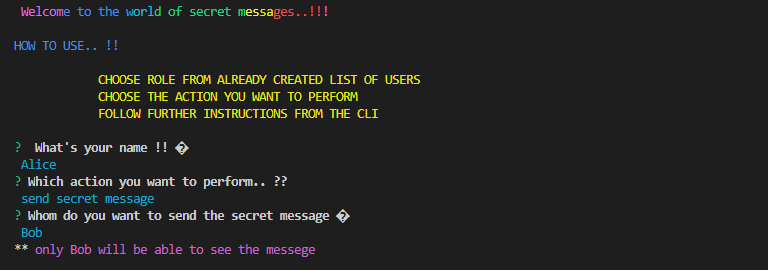 Welcome to the world of secret messages..!!!
HOW TO USE.. !!
CHOOSE ROLE FROM ALREADY CREATED LIST OF USERS
CHOOSE THE ACTION YOU WANT TO PERFORM
FOLLOW FURTHER INSTRUCTIONS FROM THE CLI
? What's your name !! �
Alice
? Which action you want to perform.. ??
send secret message
? Whom do you want to send the secret message �
Bob
** only Bob will be able to see the messege